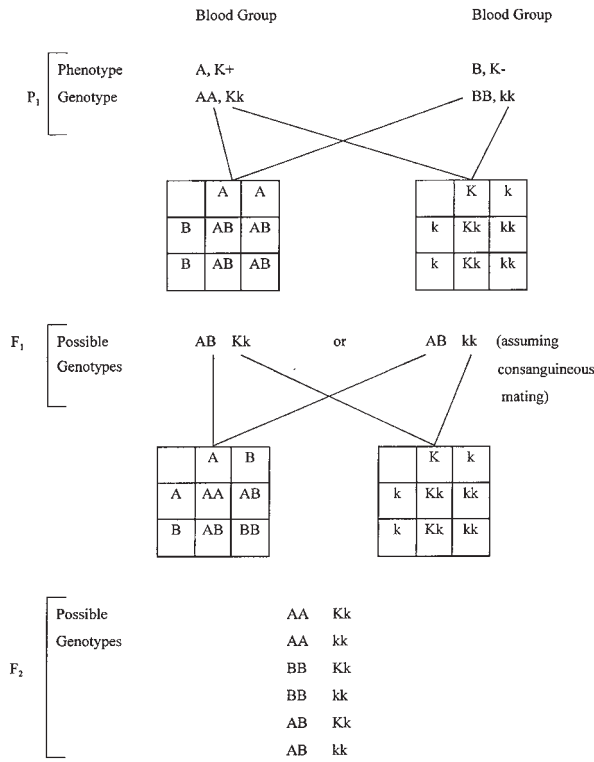 Blood Group Blood Group
Phenotype A, K+ B, K-
P₁ Genotype AA, Kk BB, kk
A A K k
B AB AB k Kk kk
B AB AB k Kk kk
F₁ Possible AB Kk or AB kk (assuming
Genotypes consanguineous
mating)
A B K k
A AA AB k Kk kk
B AB BB k Kk kk
Possible AA Kk
Genotypes AA kk
F₂ BB Kk
BB kk
AB Kk
AB kk